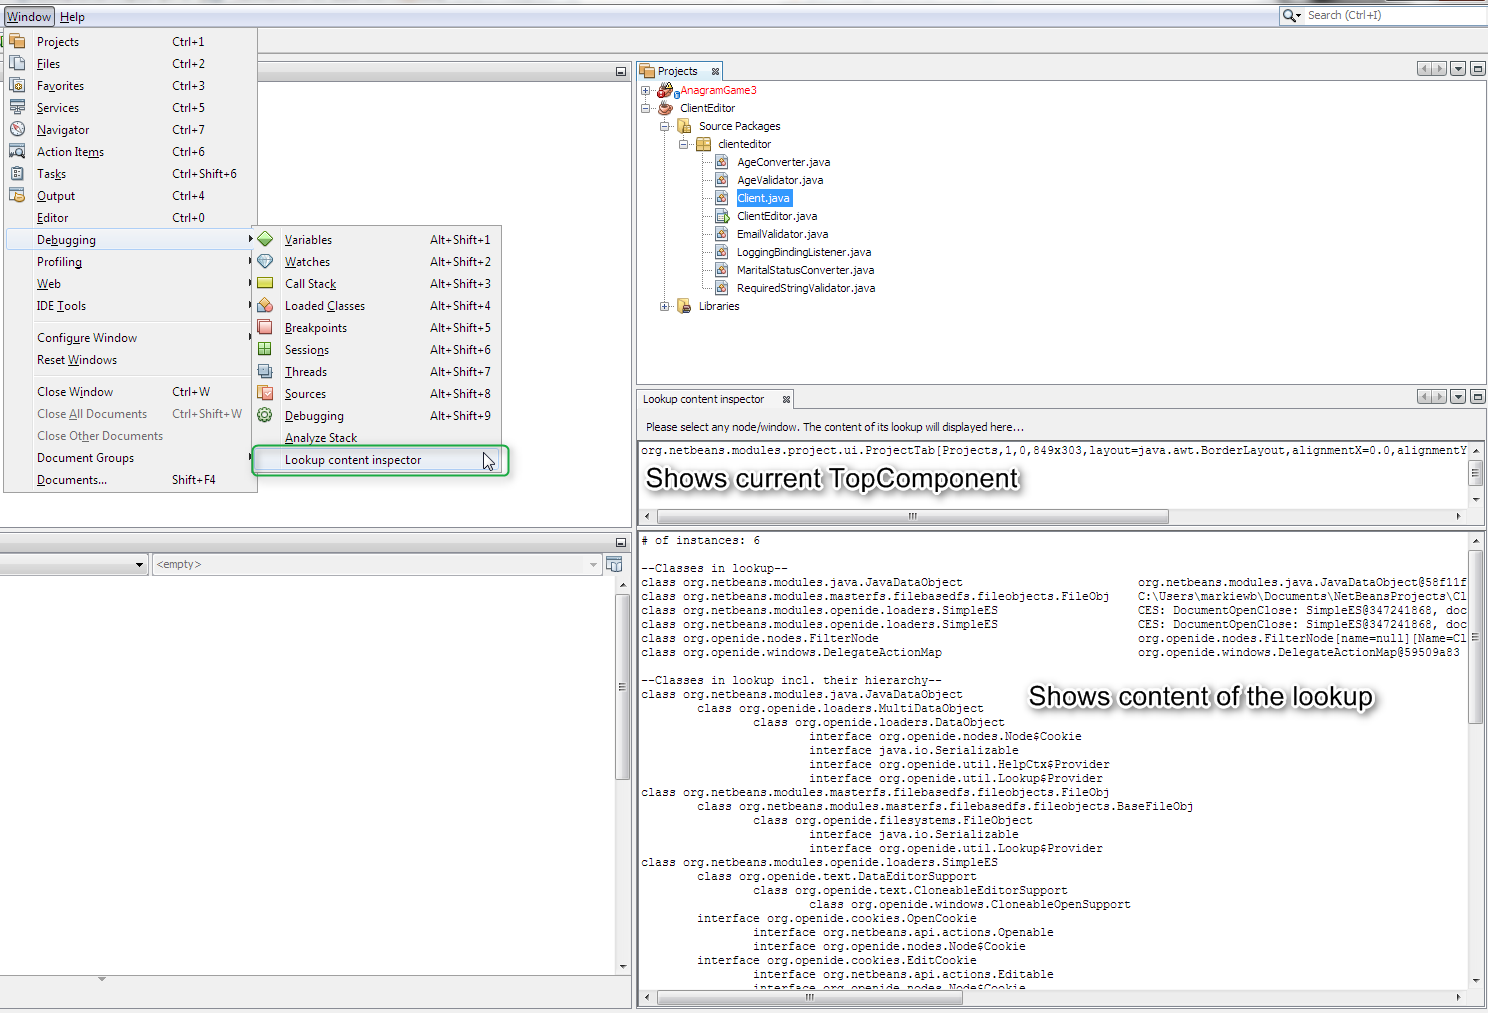 Window Help
Search (Ctrl+I)
Projects Ctrl+1
Files Ctrl+2
Favorites Ctrl+3
Services Ctrl+5
Navigator Ctrl+7
Action Items Ctrl+6
Tasks Ctrl+Shift+6
Output Ctrl+4
Editor Ctrl+0
Debugging
Profiling
Web
IDE Tools
Configure Window
Reset Windows
Close Window Ctrl+W
Close All Documents Ctrl+Shift+W
Close Other Documents
Document Groups
Documents... Shift+F4
Variables Alt+Shift+1
Watches Alt+Shift+2
Call Stack Alt+Shift+3
Loaded Classes Alt+Shift+4
Breakpoints Alt+Shift+5
Sessions Alt+Shift+6
Threads Alt+Shift+7
Sources Alt+Shift+8
Debugging Alt+Shift+9
Analyze Stack
Lookup content inspector
<empty>
Projects
AnagramGame3
ClientEditor
Source Packages
clienteditor
AgeConverter.java
AgeValidator.java
Client.java
ClientEditor.java
EmailValidator.java
LoggingBindingListener.java
MaritalStatusConverter.java
RequiredStringValidator.java
Libraries
Lookup content inspector
Please select any node/window. The content of its lookup will displayed here...
org.netbeans.modules.project.ui.ProjectTab[Projects,1,0,849x303,layout=java.awt.BorderLayout,alignmentX=0.0,alignmentY
Shows current TopComponent
# of instances: 6
--Classes in lookup--
class org.netbeans.modules.java.JavaDataObject org.netbeans.modules.java.JavaDataObject@58f11f
class org.netbeans.modules.masterfs.filebasedfs.fileobjects.FileObj C:\Users\markiewb\Documents\NetBeansProjects\Cl
class org.netbeans.modules.openide.loaders.SimpleES CES: DocumentOpenClose: SimpleES@347241868, doc
class org.netbeans.modules.openide.loaders.SimpleES CES: DocumentOpenClose: SimpleES@347241868, doc
class org.openide.nodes.FilterNode org.openide.nodes.FilterNode[name=null][Name=Cl
class org.openide.windows.DelegateActionMap org.openide.windows.DelegateActionMap@59509a83
--Classes in lookup incl. their hierarchy--
class org.netbeans.modules.java.JavaDataObject
class org.openide.loaders.MultiDataObject
Shows content of the lookup
class org.openide.loaders.DataObject
interface org.openide.nodes.Node$Cookie
interface java.io.Serializable
interface org.openide.util.HelpCtx$Provider
interface org.openide.util.Lookup$Provider
class org.netbeans.modules.masterfs.filebasedfs.fileobjects.FileObj
class org.netbeans.modules.masterfs.filebasedfs.fileobjects.BaseFileObj
class org.openide.filesystems.FileObject
interface java.io.Serializable
interface org.openide.util.Lookup$Provider
class org.netbeans.modules.openide.loaders.SimpleES
class org.openide.text.DataEditorSupport
class org.openide.text.CloneableEditorSupport
class org.openide.windows.CloneableOpenSupport
interface org.openide.cookies.OpenCookie
interface org.netbeans.api.actions.Openable
interface org.openide.nodes.Node$Cookie
interface org.openide.cookies.EditCookie
interface org.netbeans.api.actions.Editable
interface org.openide.nodes.Node$Cookie